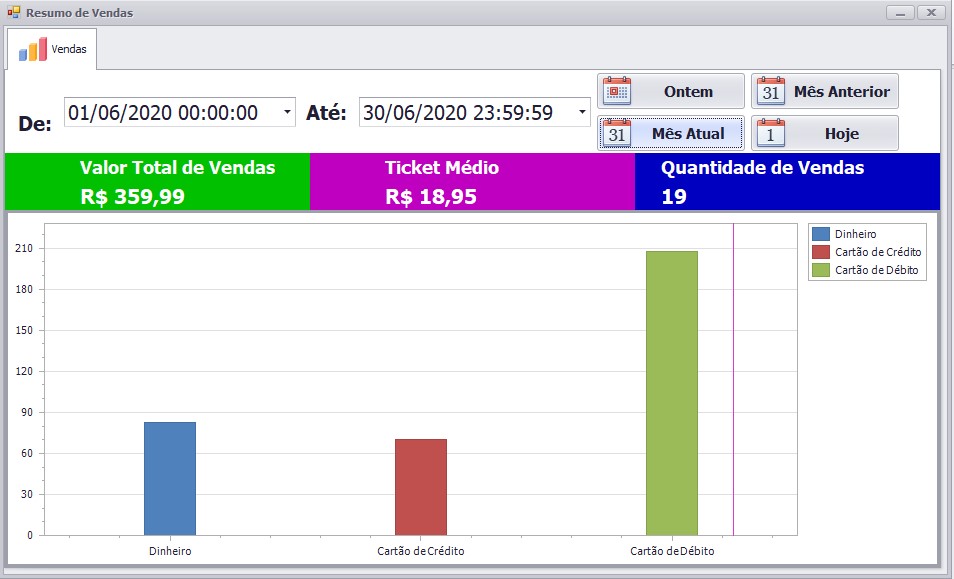 Resumo de Vendas
Vendas
De: 01/06/2020 00:00:00 Até: 30/06/2020 23:59:59
Ontem
31 Mês Anterior
31 Mês Atual
1 Hoje
Valor Total de Vendas
R$ 359,99
Ticket Médio
R$ 18,95
Quantidade de Vendas
19
210
180
150
120
90
60
30
0
Dinheiro
Cartão de Crédito
Cartão de Débito
Dinheiro
Cartão de Crédito
Cartão de Débito